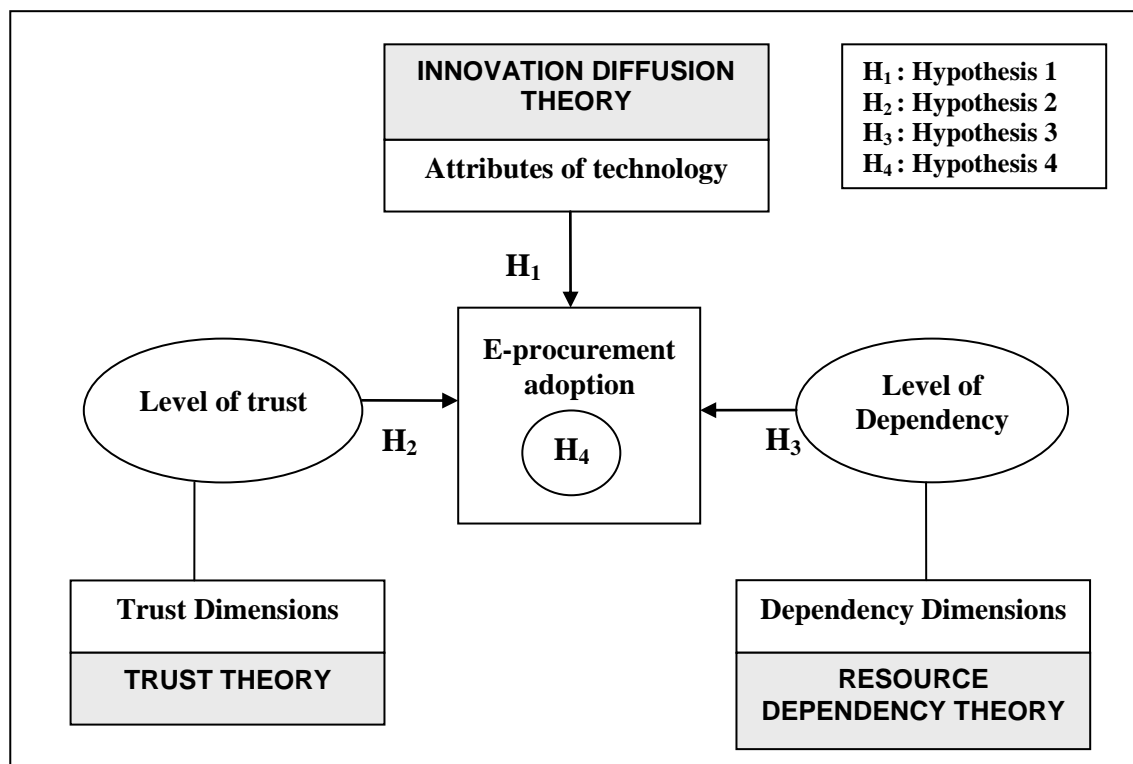 INNOVATION DIFFUSION
THEORY
Attributes of technology
H₁ : Hypothesis 1
H₂ : Hypothesis 2
H₃ : Hypothesis 3
H₄ : Hypothesis 4
H₁
E-procurement
adoption
H₄
Level of trust
H₂
Level of
Dependency
H₃
Trust Dimensions
TRUST THEORY
Dependency Dimensions
RESOURCE
DEPENDENCY THEORY